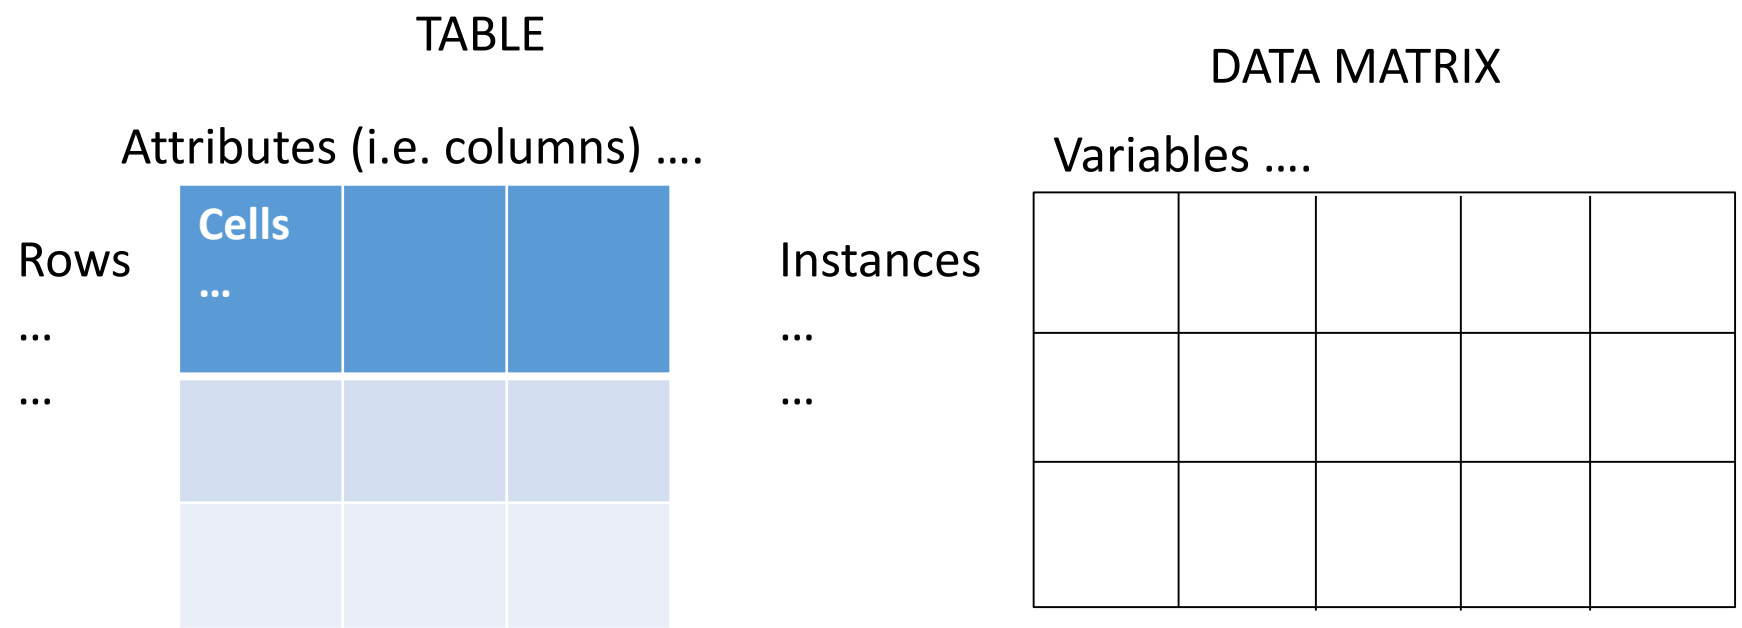 TABLE
Attributes (i.e. columns) ....
Cells
...
Rows
...
...
DATA MATRIX
Variables ....
Instances
...
...